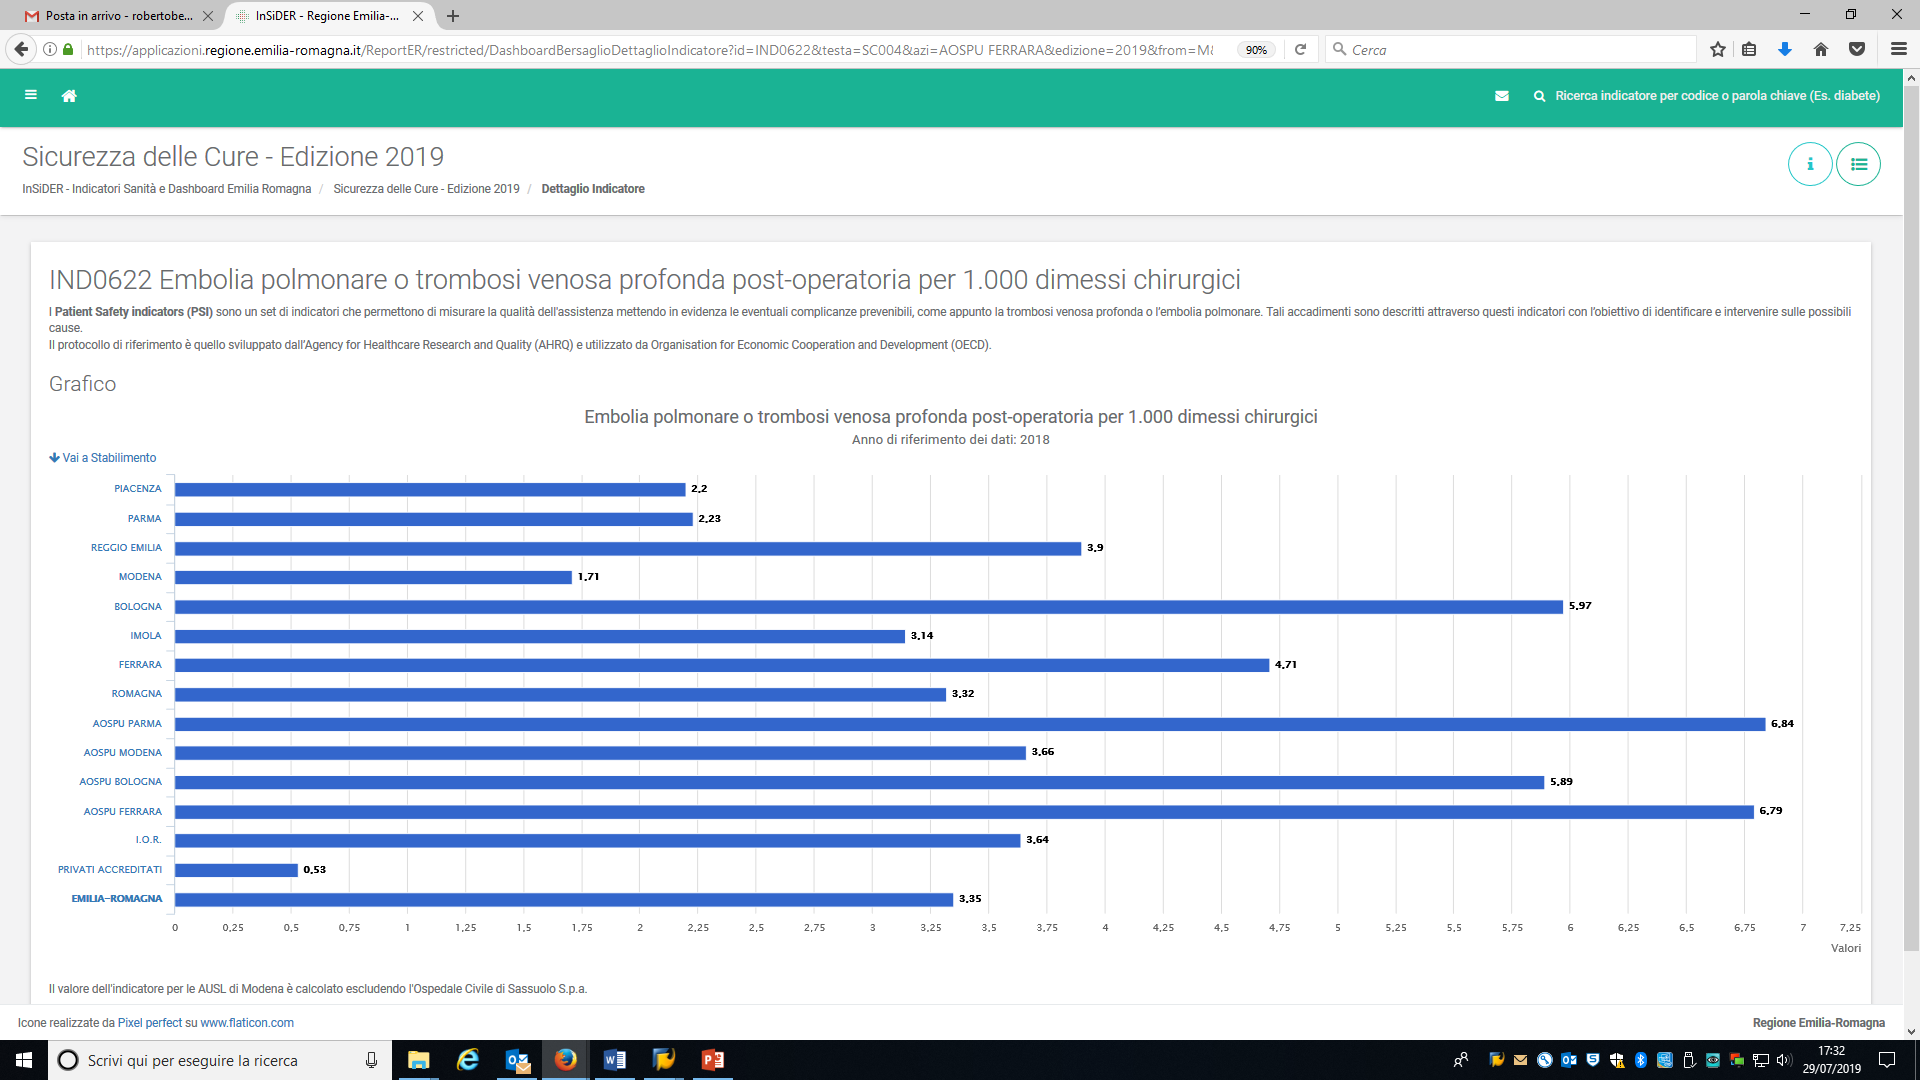 Posta in arrivo - robertobe...
InSiDER - Regione Emilia-...
https://applicazioni.regione.emilia-romagna.it/ReportER/restricted/DashboardBersaglioDettaglioIndicatore?id=IND0622&testa=SC004&azi=AOSPU FERRARA&edizione=2019&from=M&
90%
Cerca
Ricerca indicatore per codice o parola chiave (Es. diabete)
Sicurezza delle Cure - Edizione 2019
InSiDER - Indicatori Sanità e Dashboard Emilia Romagna / Sicurezza delle Cure - Edizione 2019 / Dettaglio Indicatore
IND0622 Embolia polmonare o trombosi venosa profonda post-operatoria per 1.000 dimessi chirurgici
I Patient Safety indicators (PSI) sono un set di indicatori che permettono di misurare la qualità dell'assistenza mettendo in evidenza le eventuali complicanze prevenibili, come appunto la trombosi venosa profonda o l'embolia polmonare. Tali accadimenti sono descritti attraverso questi indicatori con l'obiettivo di identificare e intervenire sulle possibili
cause.
Il protocollo di riferimento è quello sviluppato dall'Agency for Healthcare Research and Quality (AHRQ) e utilizzato da Organisation for Economic Cooperation and Development (OECD).
Grafico
Embolia polmonare o trombosi venosa profonda post-operatoria per 1.000 dimessi chirurgici
Anno di riferimento dei dati: 2018
Vai a Stabilimento
PIACENZA 2,2
PARMA 2,23
REGGIO EMILIA 3,9
MODENA 1,71
BOLOGNA 5,97
IMOLA 3,14
FERRARA 4,71
ROMAGNA 3,32
AOSPU PARMA 6,84
AOSPU MODENA 3,66
AOSPU BOLOGNA 5,89
AOSPU FERRARA 6,79
I.O.R. 3,64
PRIVATI ACCREDITATI 0,53
EMILIA-ROMAGNA 3,35
0 0,25 0,5 0,75 1 1,25 1,5 1,75 2 2,25 2,5 2,75 3 3,25 3,5 3,75 4 4,25 4,5 4,75 5 5,25 5,5 5,75 6 6,25 6,5 6,75 7 7,25
Valori
Il valore dell'indicatore per le AUSL di Modena è calcolato escludendo l'Ospedale Civile di Sassuolo S.p.a.
Icone realizzate da Pixel perfect su www.flaticon.com
Regione Emilia-Romagna
Scrivi qui per eseguire la ricerca
17:32
29/07/2019